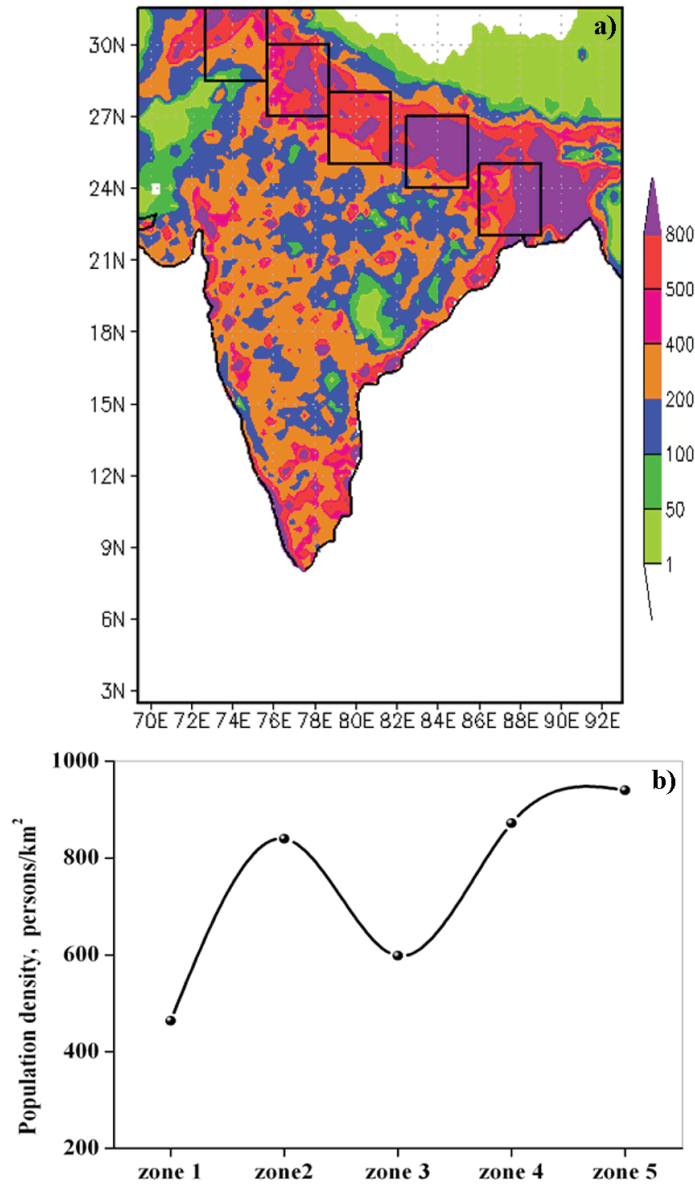 a)
30N
27N
24N
21N
18N
15N
12N
9N
6N
3N
70E 72E 74E 76E 78E 80E 82E 84E 86E 88E 90E 92E
800
500
400
200
100
50
1
b)
Population density, persons/km²
1000
800
600
400
200
zone 1 zone2 zone 3 zone 4 zone 5